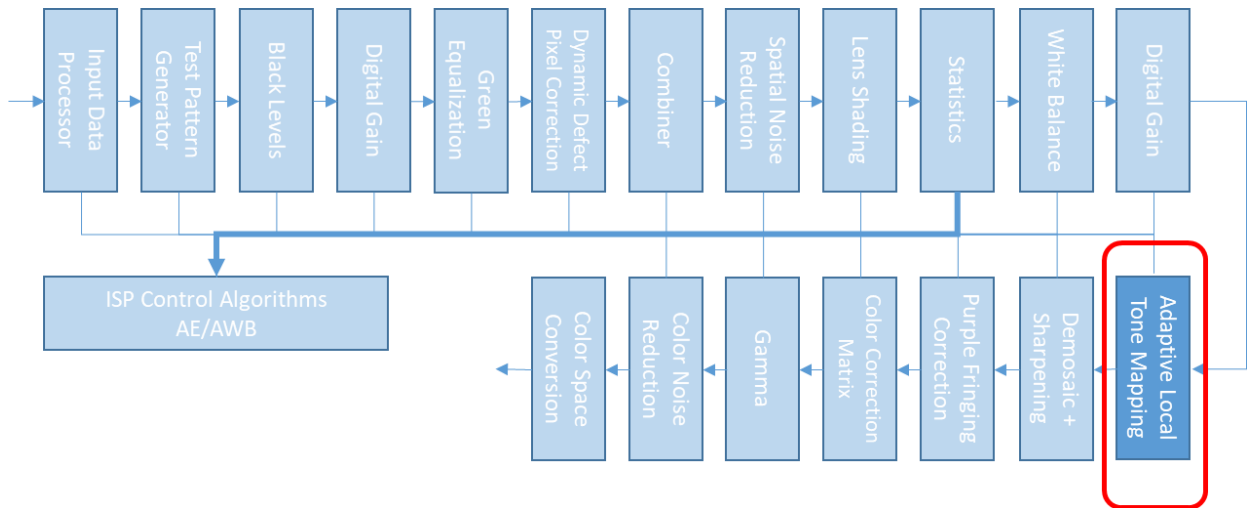 Input Data
Processor
Test Pattern
Generator
Black Levels
Digital Gain
Green
Equalization
Dynamic Defect
Pixel Correction
Combiner
Spatial Noise
Reduction
Lens Shading
Statistics
White Balance
Digital Gain
ISP Control Algorithms
AE/AWB
Color Space
Conversion
Color Noise
Reduction
Gamma
Color Correction
Matrix
Purple Fringing
Correction
Demosaic +
Sharpening
Adaptive Local
Tone Mapping